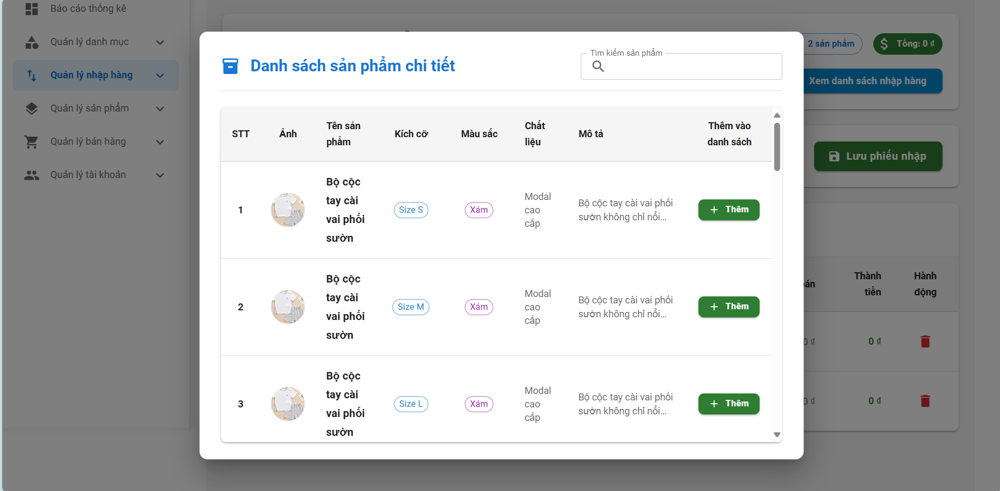 Báo cáo thống kê
Quản lý danh mục
Quản lý nhập hàng
Quản lý sản phẩm
Quản lý bán hàng
Quản lý tài khoản
2 sản phẩm
Tổng: 0 ₫
Xem danh sách nhập hàng
Lưu phiếu nhập
Danh sách sản phẩm chi tiết
Tìm kiếm sản phẩm
STT
Ảnh
Tên sản
phẩm
Kích cỡ
Màu sắc
Chất
liệu
Mô tả
Thêm vào
danh sách
1
Bộ cộc
tay cài
vai phối
sườn
Size S
Xám
Modal
cao
cấp
Bộ cộc tay cài vai phối
sườn không chỉ nổi...
Thêm
2
Bộ cộc
tay cài
vai phối
sườn
Size M
Xám
Modal
cao
cấp
Bộ cộc tay cài vai phối
sườn không chỉ nổi...
Thêm
3
Bộ cộc
tay cài
vai phối
sườn
Size L
Xám
Modal
cao
cấp
Bộ cộc tay cài vai phối
sườn không chỉ nổi...
Thêm
Thành
tiền
Hành
động
0 ₫
0 ₫
0 ₫
0 ₫